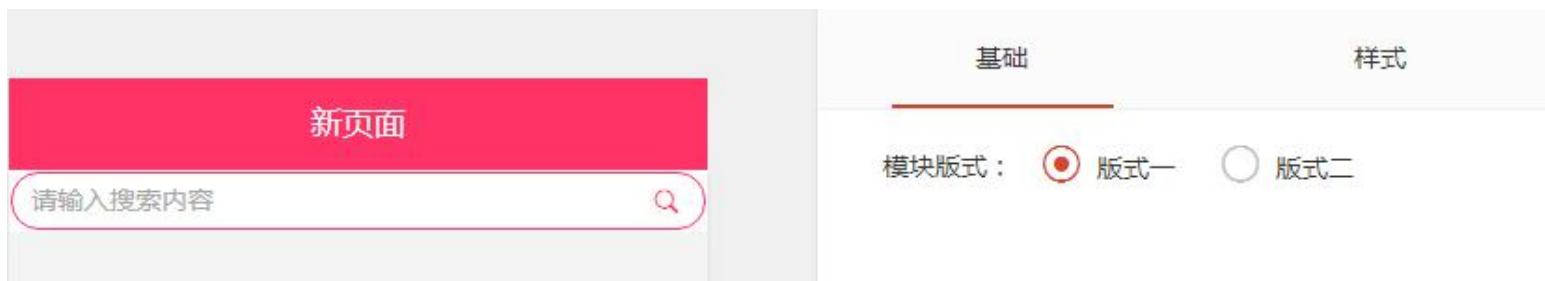 新页面
请输入搜索内容
基础 样式
模块版式： 版式一 版式二